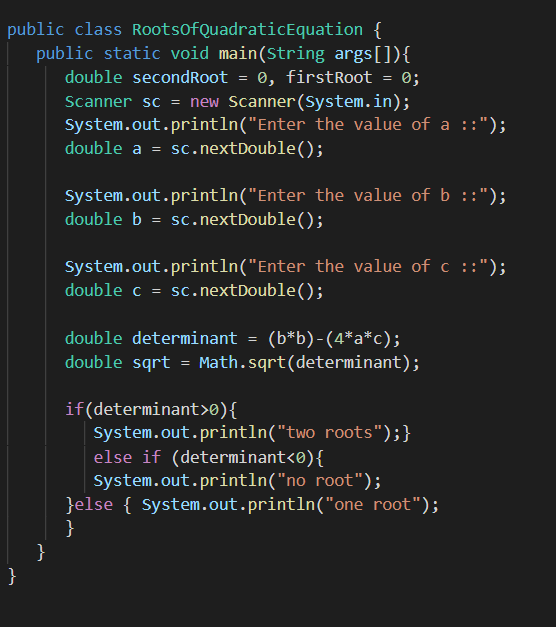 public class RootsOfQuadraticEquation {
   public static void main(String args[]){
      double secondRoot = 0, firstRoot = 0;
      Scanner sc = new Scanner(System.in);
      System.out.println("Enter the value of a ::");
      double a = sc.nextDouble();

      System.out.println("Enter the value of b ::");
      double b = sc.nextDouble();

      System.out.println("Enter the value of c ::");
      double c = sc.nextDouble();

      double determinant = (b*b)-(4*a*c);
      double sqrt = Math.sqrt(determinant);

      if(determinant>0){
         System.out.println("two roots");}
         else if (determinant<0){
         System.out.println("no root");
      }else { System.out.println("one root");
      }
   }
}